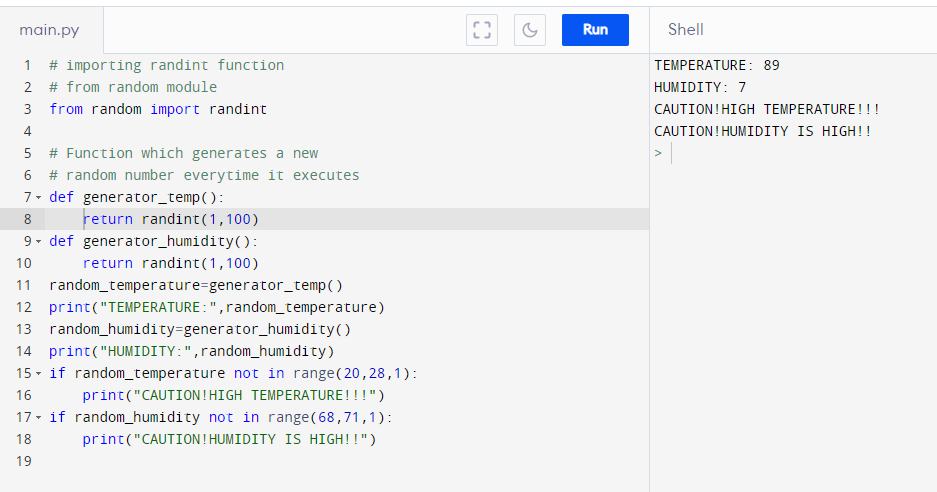 main.py
Run
Shell
1 # importing randint function
2 # from random module
3 from random import randint
4
5 # Function which generates a new
6 # random number everytime it executes
7 def generator_temp():
8     return randint(1,100)
9 def generator_humidity():
10     return randint(1,100)
11 random_temperature=generator_temp()
12 print("TEMPERATURE:",random_temperature)
13 random_humidity=generator_humidity()
14 print("HUMIDITY:",random_humidity)
15 if random_temperature not in range(20,28,1):
16     print("CAUTION!HIGH TEMPERATURE!!!")
17 if random_humidity not in range(68,71,1):
18     print("CAUTION!HUMIDITY IS HIGH!!")
19
TEMPERATURE: 89
HUMIDITY: 7
CAUTION!HIGH TEMPERATURE!!!
CAUTION!HUMIDITY IS HIGH!!
>